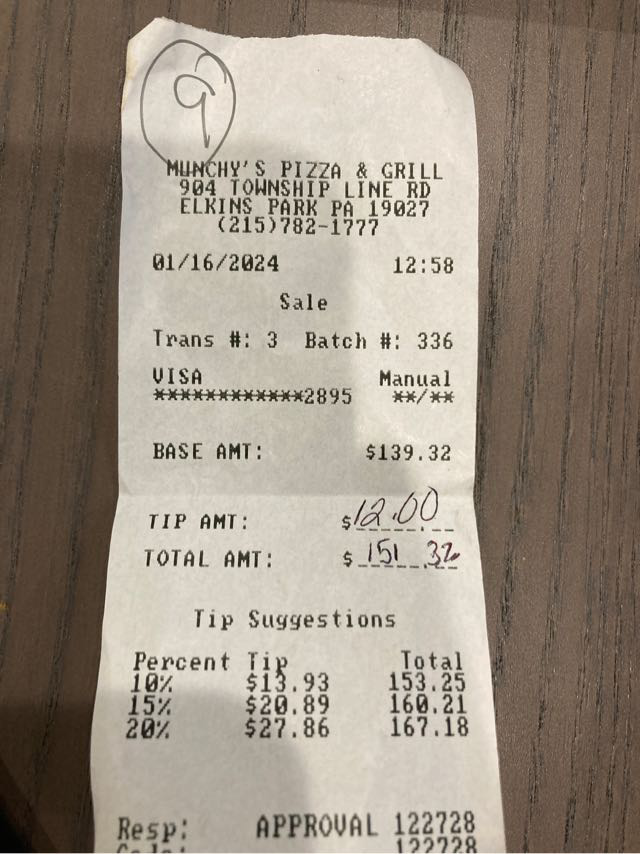 9
MUNCHY'S PIZZA & GRILL
904 TOWNSHIP LINE RD
ELKINS PARK PA 19027
(215)782-1777
01/16/2024 12:58
Sale
Trans #: 3 Batch #: 336
VISA Manual
************2895 **/**
BASE AMT: $139.32
TIP AMT: $12.00
TOTAL AMT: $151.32
Tip Suggestions
Percent Tip Total
10% $13.93 153.25
15% $20.89 160.21
20% $27.86 167.18
Resp: APPROVAL 122728
Code: 122728